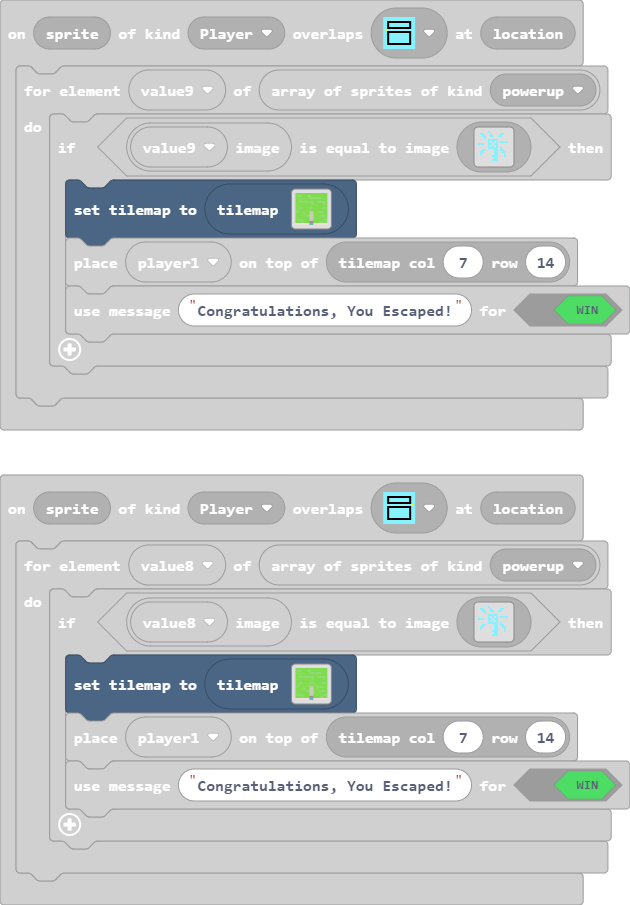 on sprite of kind Player overlaps at location
for element value9 of array of sprites of kind powerup
do
if value9 image is equal to image then
set tilemap to tilemap
place player1 on top of tilemap col 7 row 14
use message "Congratulations, You Escaped!" for WIN
on sprite of kind Player overlaps at location
for element value8 of array of sprites of kind powerup
do
if value8 image is equal to image then
set tilemap to tilemap
place player1 on top of tilemap col 7 row 14
use message "Congratulations, You Escaped!" for WIN